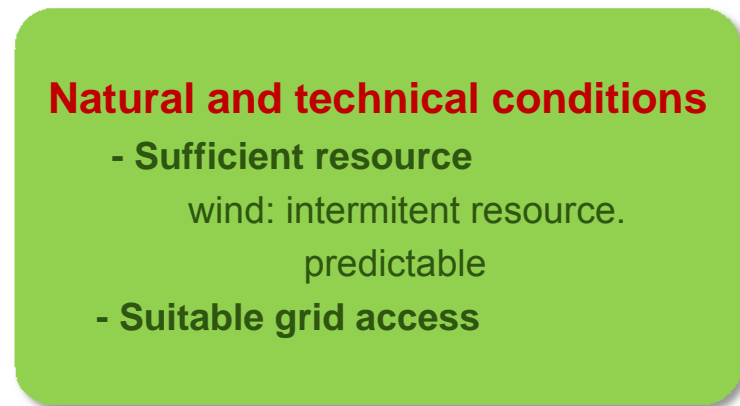 Natural and technical conditions
- Sufficient resource
wind: intermitent resource.
predictable
- Suitable grid access